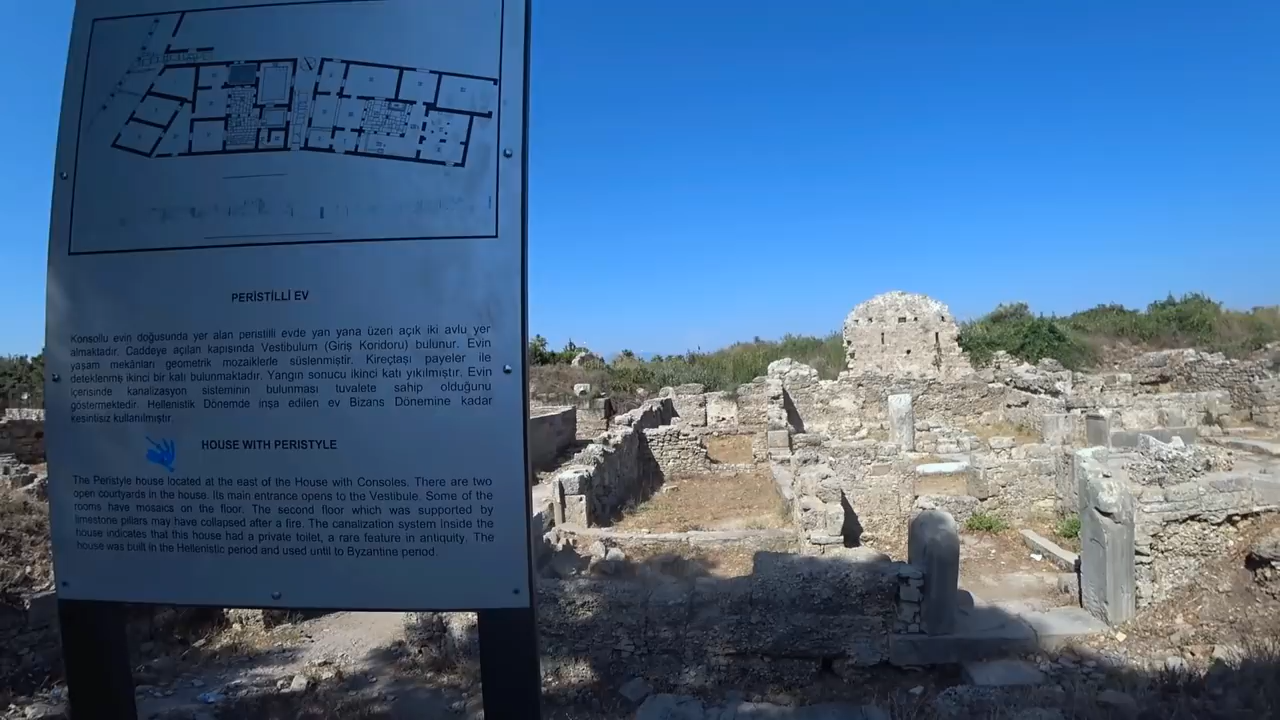 PERİSTİLLİ EV
Konsollu evin doğusunda yer alan peristilli evde yan yana üzeri açık iki avlu yer
almaktadır. Caddeye açılan kapısında Vestibulum (Giriş Koridoru) bulunur. Evin
yaşam mekânları geometrik mozaiklerle süslenmiştir. Kireçtaşı payeler ile
deteklenmiş ikinci bir katı bulunmaktadır. Yangın sonucu ikinci katı yıkılmıştır. Evin
içerisinde kanalizasyon sisteminin bulunması tuvalete sahip olduğunu
göstermektedir. Hellenistik Dönemde inşa edilen ev Bizans Dönemine kadar
kesintisiz kullanılmıştır.
HOUSE WITH PERISTYLE
The Peristyle house located at the east of the House with Consoles. There are two
open courtyards in the house. Its main entrance opens to the Vestibule. Some of the
rooms have mosaics on the floor. The second floor which was supported by
limestone pillars may have collapsed after a fire. The canalization system inside the
house indicates that this house had a private toilet, a rare feature in antiquity. The
house was built in the Hellenistic period and used until to Byzantine period.